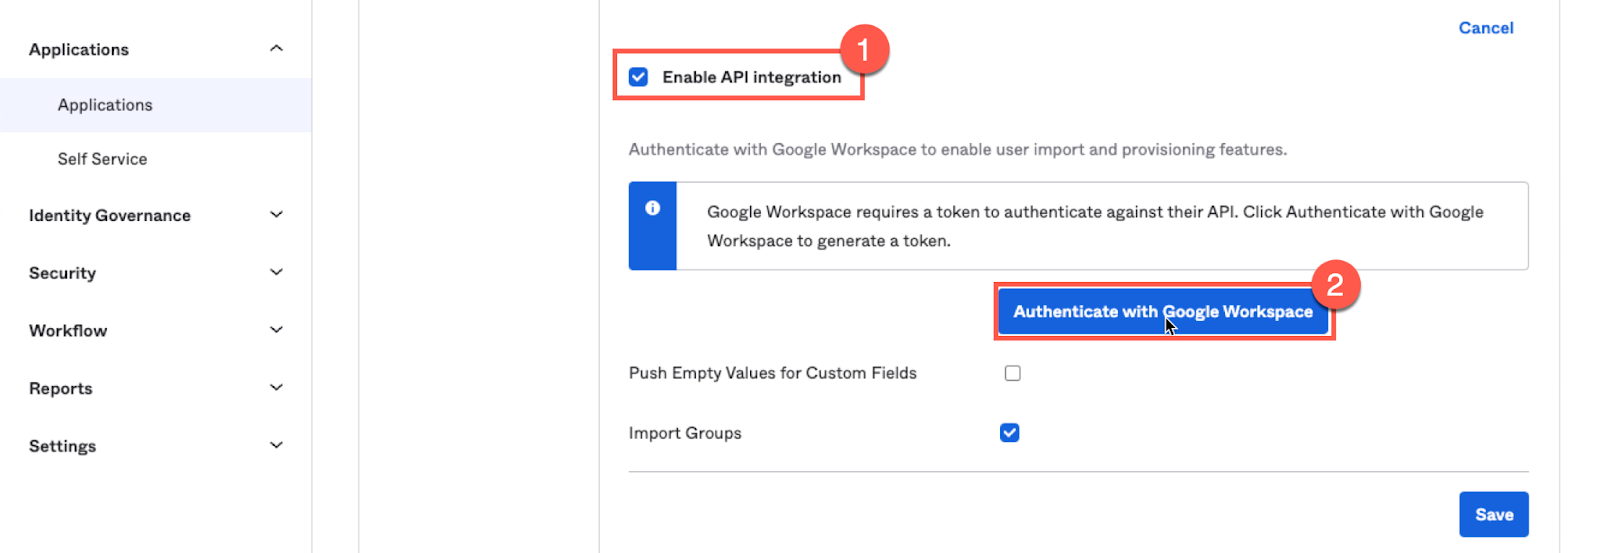 Applications
Applications
Self Service
Identity Governance
Security
Workflow
Reports
Settings
Cancel
1
Enable API integration
Authenticate with Google Workspace to enable user import and provisioning features.
Google Workspace requires a token to authenticate against their API. Click Authenticate with Google
Workspace to generate a token.
2
Authenticate with Google Workspace
Push Empty Values for Custom Fields
Import Groups
Save